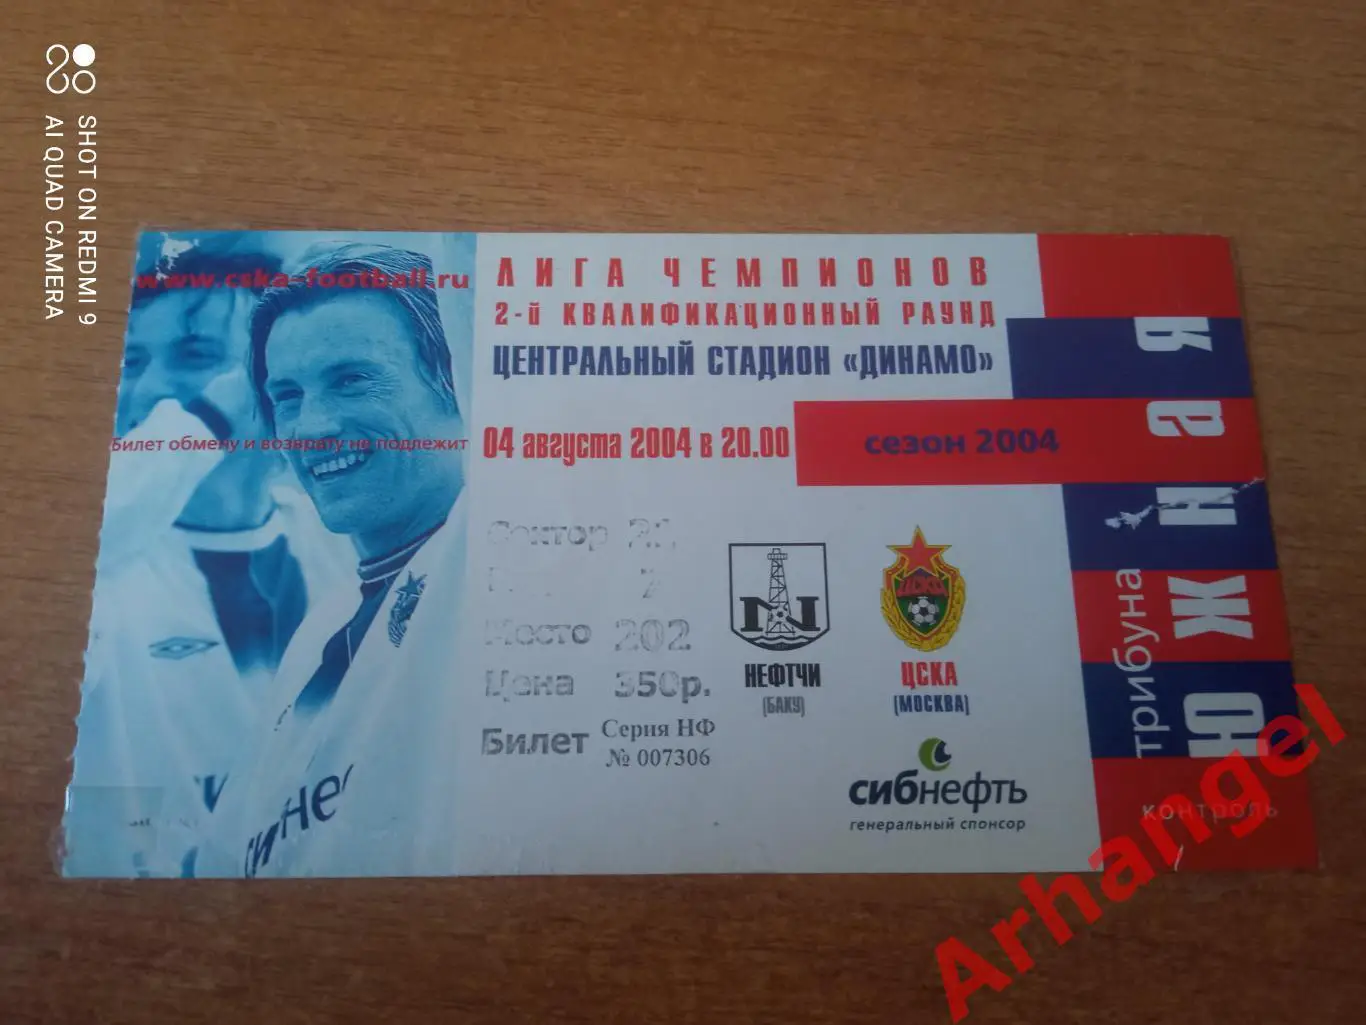 SHOT ON REDMI 9
AI QUAD CAMERA
www.cska-football.ru
Билет обмену и возврату не подлежит
ЛИГА ЧЕМПИОНОВ
2-й КВАЛИФИКАЦИОННЫЙ РАУНД
ЦЕНТРАЛЬНЫЙ СТАДИОН «ДИНАМО»
04 августа 2004 в 20.00
сезон 2004
Сектор
Место 202
Цена 350р.
Билет Серия НФ
№ 007306
N
НЕФТЧИ
(БАКУ)
ЦСКА
ЦСКА
(МОСКВА)
сибнефть
генеральный спонсор
трибуна
Южная
контроль
Arhangel